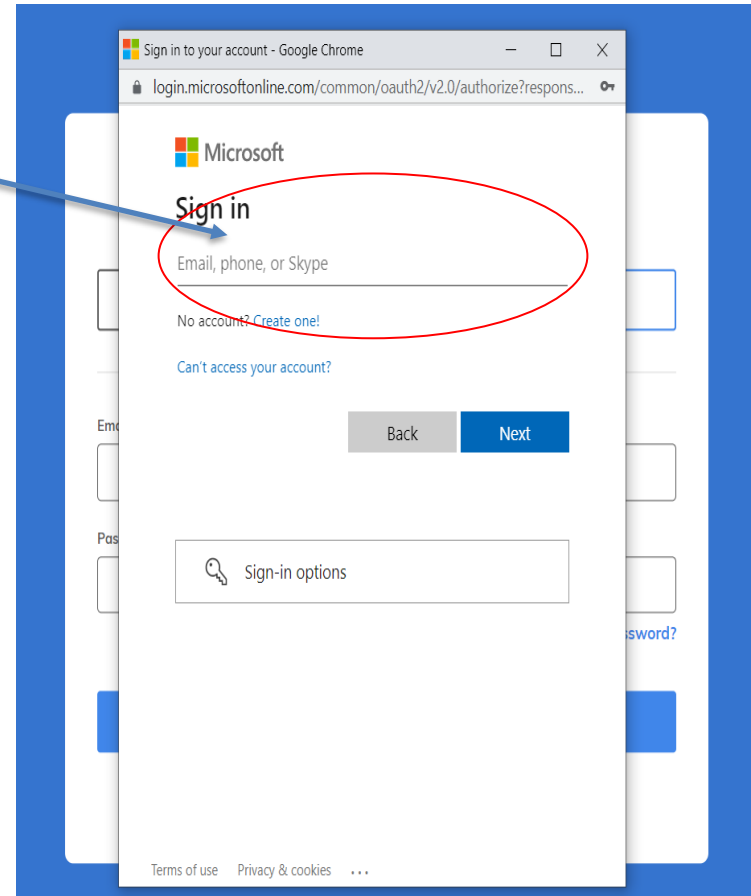 Sign in to your account - Google Chrome
login.microsoftonline.com/common/oauth2/v2.0/authorize?respons...
Microsoft
Sign in
Email, phone, or Skype
No account? Create one!
Can't access your account?
Back Next
Sign-in options
Terms of use Privacy & cookies ...